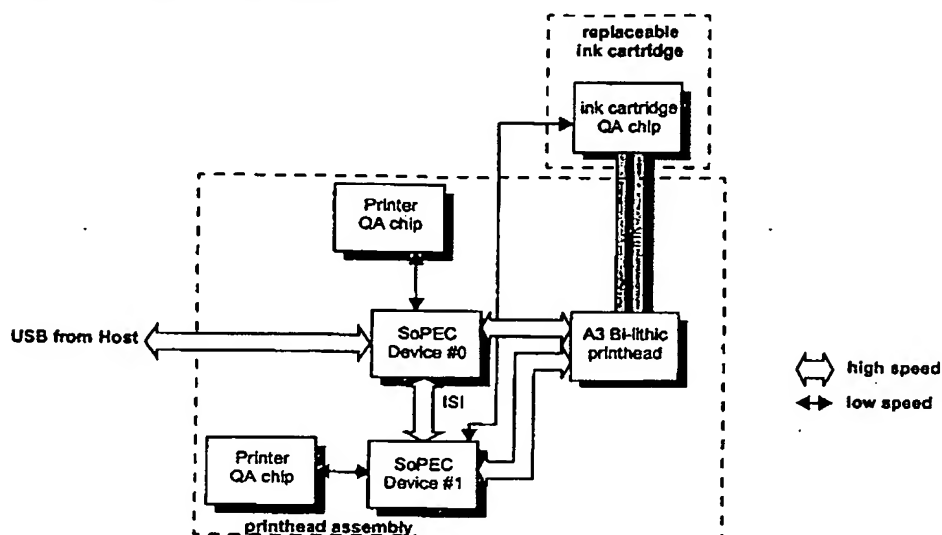 replaceable
ink cartridge
ink cartridge
QA chip
Printer
QA chip
USB from Host
SoPEC
Device #0
A3 Bi-lithic
printhead
high speed
low speed
ISI
Printer
QA chip
SoPEC
Device #1
printhead assembly